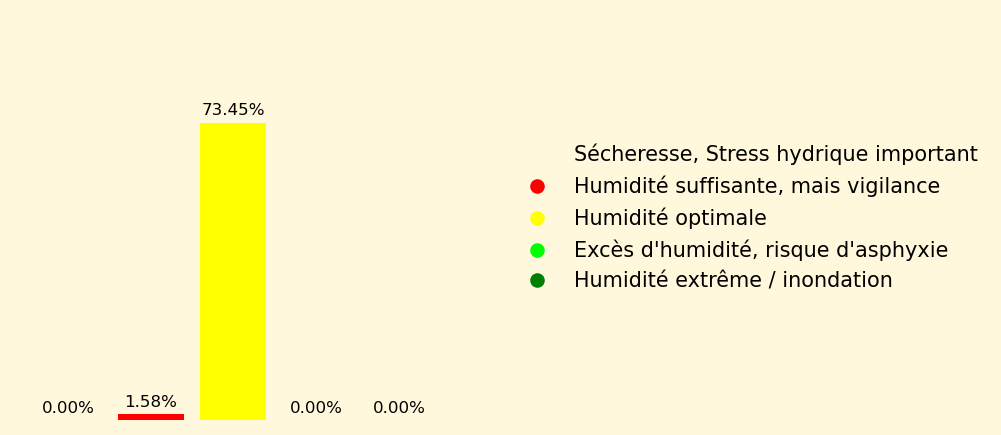 73.45%
0.00%
1.58%
0.00%
0.00%
Sécheresse, Stress hydrique important
Humidité suffisante, mais vigilance
Humidité optimale
Excès d'humidité, risque d'asphyxie
Humidité extrême / inondation